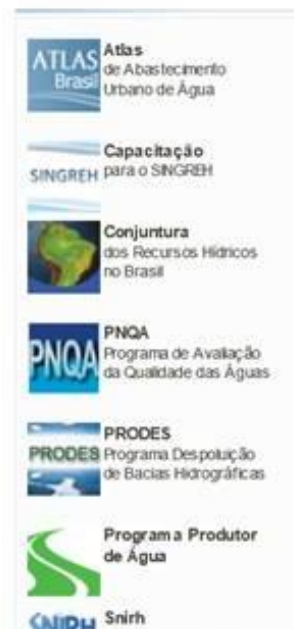 ATLAS
Brasil
Atlas
de Abastecimento
Urbano de Água
SINGREH
Capacitação
para o SINGREH
Conjuntura
dos Recursos Hídricos
no Brasil
PNQA
PNQA
Programa de Avaliação
da Qualidade das Águas
PRODES
PRODES
Programa Despoluição
de Bacias Hidrográficas
Programa Produtor
de Água
SNIRH
Snirh